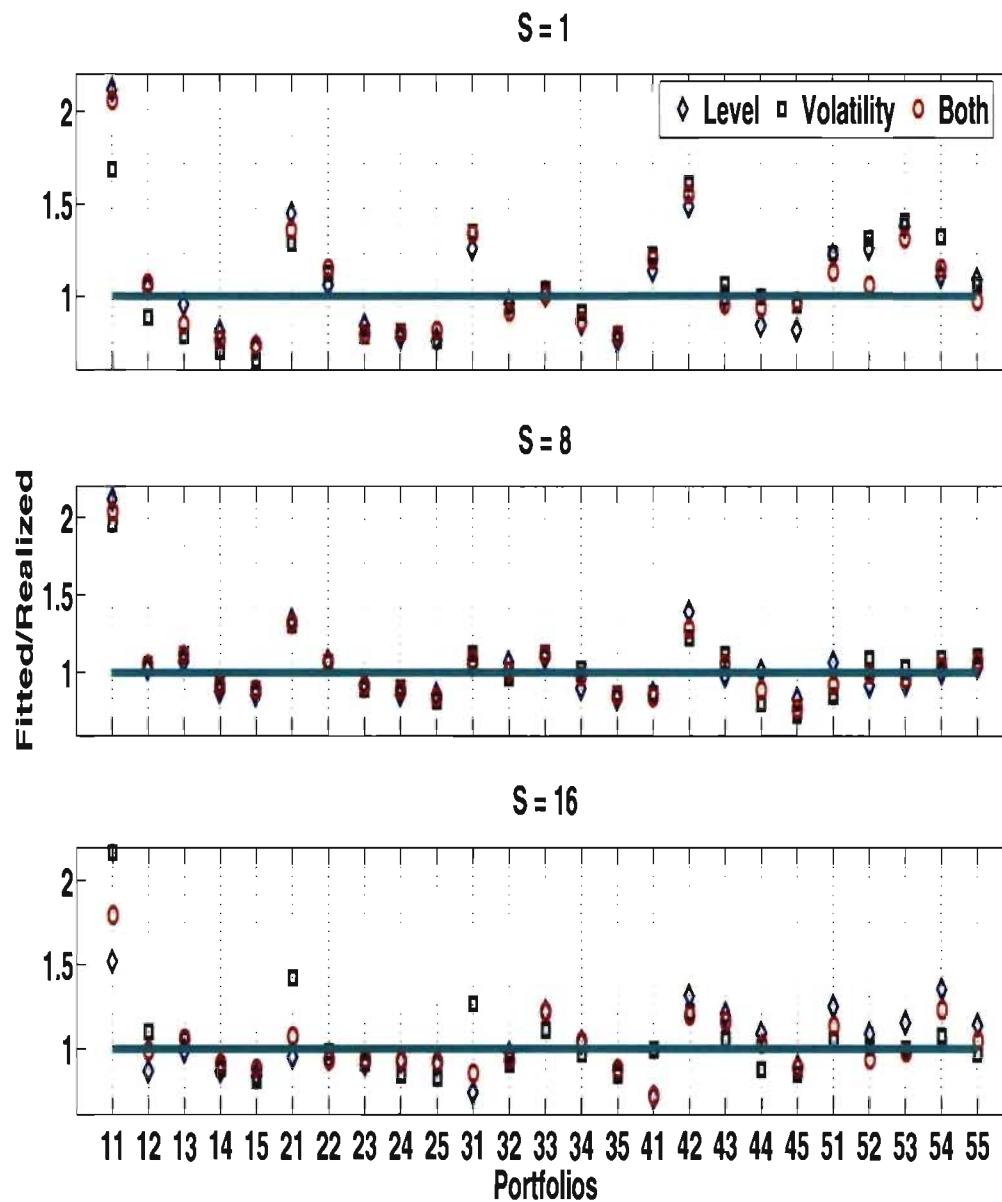 S = 1
2
1.5
1
Level Volatility Both
S = 8
Fitted/Realized
2
1.5
1
S = 16
2
1.5
1
11 12 13 14 15 21 22 23 24 25 31 32 33 34 35 41 42 43 44 45 51 52 53 54 55
Portfolios